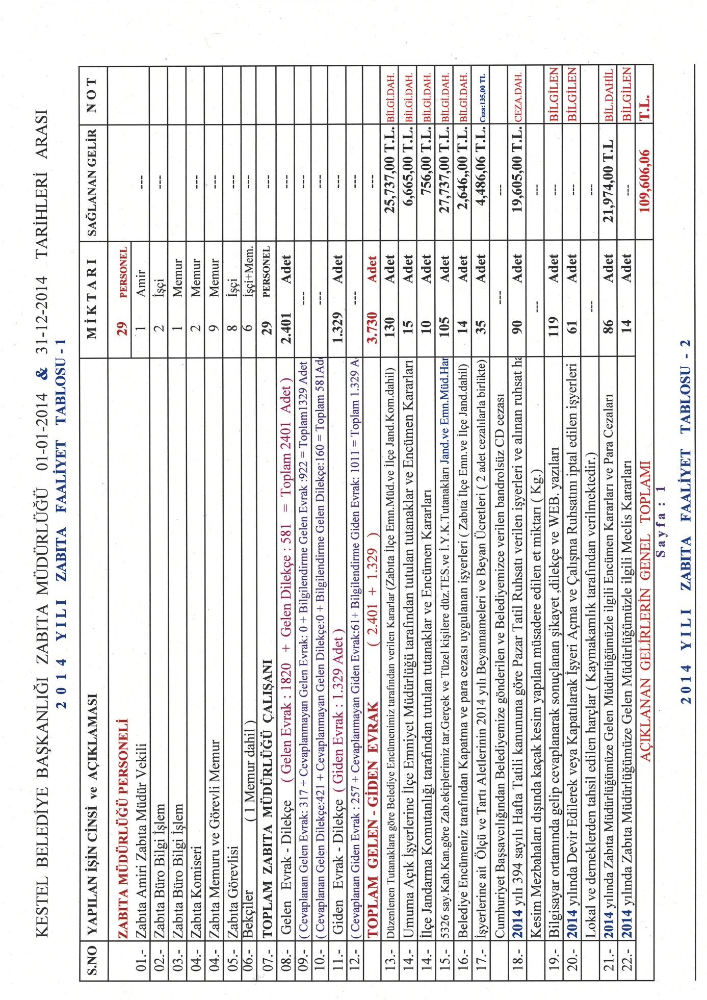 KESTEL BELEDİYE BAŞKANLIĞI ZABITA MÜDÜRLÜĞÜ 01-01-2014 & 31-12-2014 TARİHLERİ ARASI
2 0 1 4 Y I L I ZABITA FAALİYET TABLOSU - 1
S.NO YAPILAN İŞİN CİNSİ ve AÇIKLAMASI M İ K T A R I SAĞLANAN GELİR N O T
ZABITA MÜDÜRLÜĞÜ PERSONELİ 29 PERSONEL
01.- Zabıta Amiri Zabıta Müdür Vekili 1 Amir ---
02.- Zabıta Büro Bilgi İşlem 2 İşçi ---
03.- Zabıta Büro Bilgi İşlem 1 Memur
04.- Zabıta Komiseri 2 Memur ---
04.- Zabıta Memuru ve Görevli Memur 9 Memur ---
05.- Zabıta Görevlisi 8 İşçi ---
06.- Bekçiler ( 1 Memur dahil ) 6 İşçi+Mem. ---
07.- TOPLAM ZABITA MÜDÜRLÜĞÜ ÇALIŞANI 29 PERSONEL ---
08.- Gelen Evrak - Dilekçe ( Gelen Evrak : 1820 + Gelen Dilekçe : 581 = Toplam 2401 Adet ) 2.401 Adet ---
09.- ( Cevaplanan Gelen Evrak: 317 + Cevaplanmayan Gelen Evrak: 0 + Bilgilendirme Gelen Evrak :922 = Toplam1329 Adet --- ---
10.- ( Cevaplanan Gelen Dilekçe:421 + Cevaplanmayan Gelen Dilekçe:0 + Bilgilendirme Gelen Dilekçe:160 = Toplam 581Ad --- ---
11.- Giden Evrak - Dilekçe ( Giden Evrak : 1.329 Adet ) 1.329 Adet ---
12.- ( Cevaplanan Giden Evrak : 257 + Cevaplanmayan Giden Evrak:61+ Bilgilendirme Giden Evrak: 1011 = Toplam 1.329 A --- ---
TOPLAM GELEN - GİDEN EVRAK ( 2.401 + 1.329 ) 3.730 Adet ---
13.- Düzenlenen Tutanaklara göre Belediye Encümenimiz tarafından verilen Kararlar (Zabıta İlçe Emn.Müd.ve İlçe Jand.Kom.dahil) 130 Adet 25,737,00 T.L. BİLGİ.DAH.
14.- Umuma Açık İşyerlerine İlçe Emniyet Müdürlüğü tarafından tutulan tutanaklar ve Encümen Kararları 15 Adet 6,665,00 T.L. BİLGİ.DAH.
14.- İlçe Jandarma Komutanlığı tarafından tutulan tutanaklar ve Encümen Kararları 10 Adet 756,00 T.L. BİLGİ.DAH.
15.- 5326 say.Kab.Kan.göre Zab.ekiplerimiz tar.Gerçek ve Tüzel kişilere düz.TES.ve İ.Y.K.Tutanakları Jand.ve Emn.Müd.Har 105 Adet 27,737,00 T.L. BİLGİ.DAH.
16.- Belediye Encümeniz tarafından Kapatma ve para cezası uygulanan işyerleri ( Zabıta İlçe Emn.ve İlçe Jand.dahil) 14 Adet 2,646,,00 T.L. BİLGİ.DAH.
17.- İşyerlerine ait Ölçü ve Tartı Aletlerinin 2014 yılı Beyannameleri ve Beyan Ücretleri ( 2 adet cezalılarla birlikte) 35 Adet 4,486,06 T.L. Ceza:135,00 TL
Cumhuriyet Başsavcılığından Belediyemize gönderilen ve Belediyemizce verilen bandrolsüz CD cezası --- ---
18.- 2014 yılı 394 sayılı Hafta Tatili kanununa göre Pazar Tatil Ruhsatı verilen işyerleri ve alınan ruhsat ha 90 Adet 19,605,00 T.L. CEZA.DAH.
Kesim Mezbahaları dışında kaçak kesim yapılan müsadere edilen et miktarı ( Kg.) --- ---
19.- Bilgisayar ortamında gelip cevaplanarak sonuçlanan şikayet ,dilekçe ve WEB. yazıları 119 Adet --- BİLGİLEN
20.- 2014 yılında Devir Edilerek veya Kapatılarak İşyeri Açma ve Çalışma Ruhsatını iptal edilen işyerleri 61 Adet --- BİLGİLEN
Lokal ve derneklerden tahsil edilen harçlar ( Kaymakamlık tarafından verilmektedir.) --- ---
21.- 2014 yılında Zabıta Müdürlüğümüze Gelen Müdürlüğümüzle ilgili Encümen Kararları ve Para Cezaları 86 Adet 21,974,00 T.L BİL.DAHİL
22.- 2014 yılında Zabıta Müdürlüğümüze Gelen Müdürlüğümüzle ilgili Meclis Kararları 14 Adet --- BİLGİLEN
AÇIKLANAN GELİRLERİN GENEL TOPLAMI 109,606,06 T.L.
S a y f a : 1
2 0 1 4 Y I L I ZABITA FAALİYET TABLOSU - 2